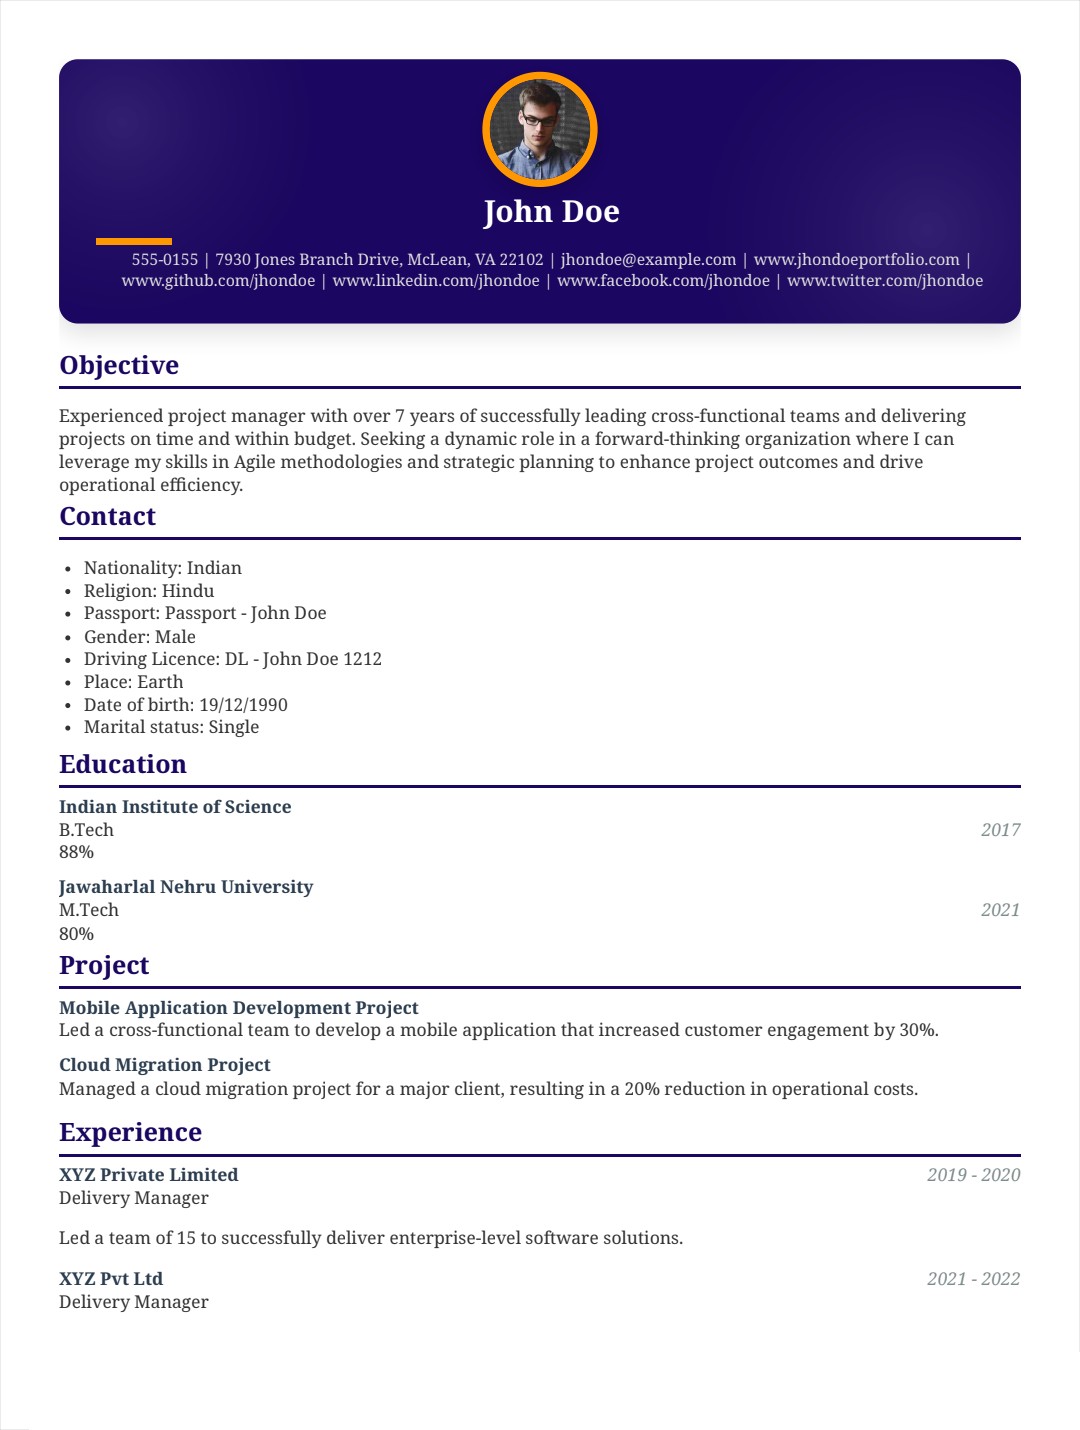 John Doe
555-0155 | 7930 Jones Branch Drive, McLean, VA 22102 | jhondoe@example.com | www.jhondoeportfolio.com |
www.github.com/jhondoe | www.linkedin.com/jhondoe | www.facebook.com/jhondoe | www.twitter.com/jhondoe
Objective
Experienced project manager with over 7 years of successfully leading cross-functional teams and delivering
projects on time and within budget. Seeking a dynamic role in a forward-thinking organization where I can
leverage my skills in Agile methodologies and strategic planning to enhance project outcomes and drive
operational efficiency.
Contact
• Nationality: Indian
• Religion: Hindu
• Passport: Passport - John Doe
• Gender: Male
• Driving Licence: DL - John Doe 1212
• Place: Earth
• Date of birth: 19/12/1990
• Marital status: Single
Education
Indian Institute of Science
B.Tech 2017
88%
Jawaharlal Nehru University
M.Tech 2021
80%
Project
Mobile Application Development Project
Led a cross-functional team to develop a mobile application that increased customer engagement by 30%.
Cloud Migration Project
Managed a cloud migration project for a major client, resulting in a 20% reduction in operational costs.
Experience
XYZ Private Limited 2019 - 2020
Delivery Manager
Led a team of 15 to successfully deliver enterprise-level software solutions.
XYZ Pvt Ltd 2021 - 2022
Delivery Manager